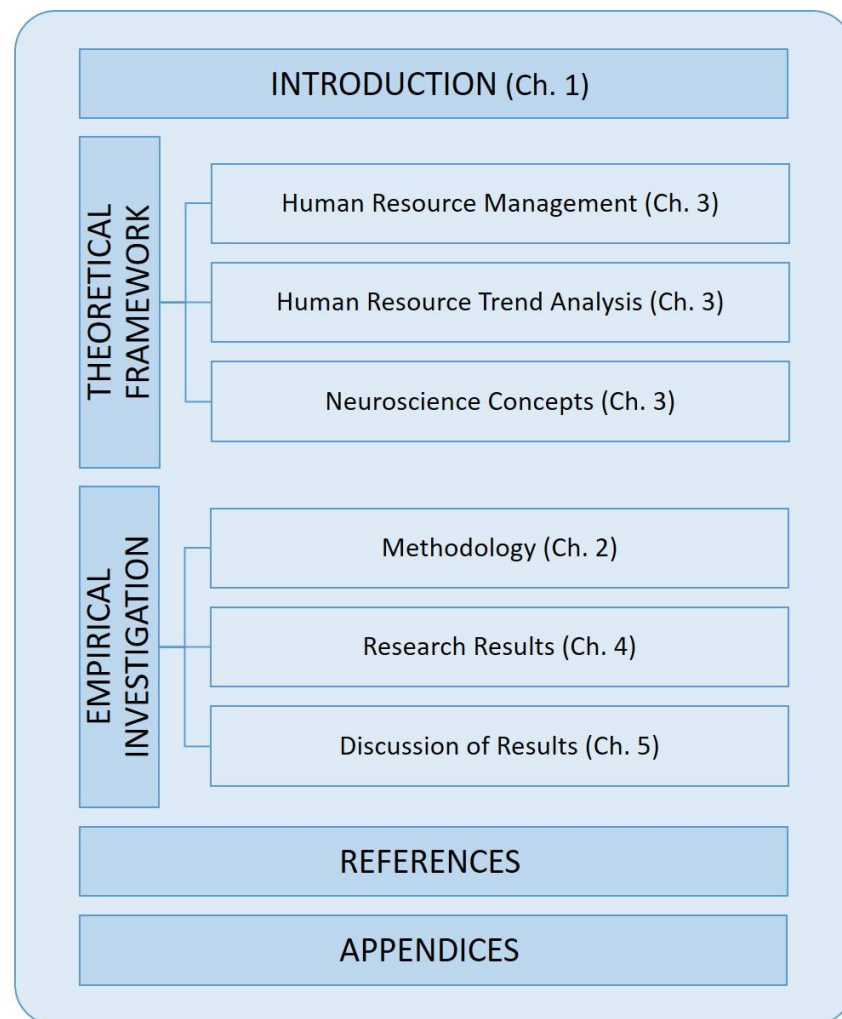 INTRODUCTION (Ch. 1)
THEORETICAL
FRAMEWORK
Human Resource Management (Ch. 3)
Human Resource Trend Analysis (Ch. 3)
Neuroscience Concepts (Ch. 3)
EMPIRICAL
INVESTIGATION
Methodology (Ch. 2)
Research Results (Ch. 4)
Discussion of Results (Ch. 5)
REFERENCES
APPENDICES